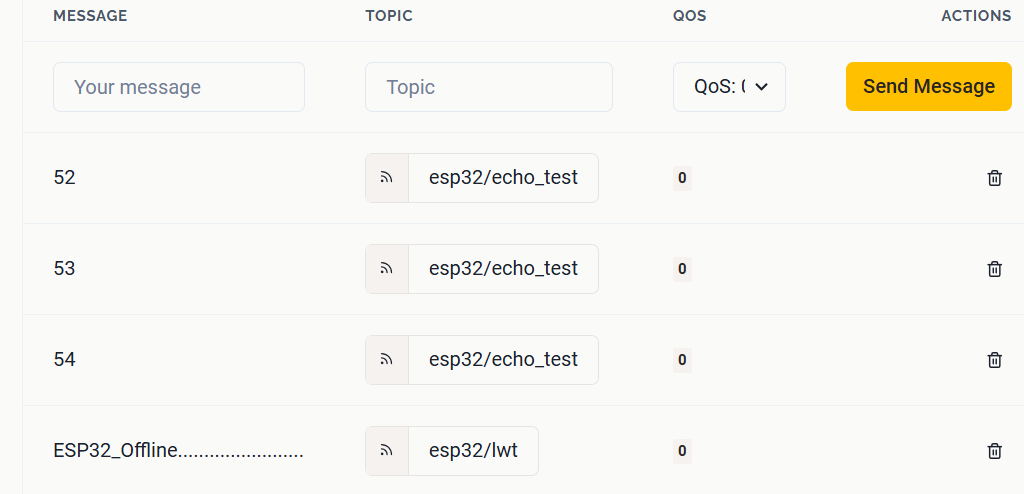 MESSAGE TOPIC QOS ACTIONS
Your message Topic QoS: 0 Send Message
52 esp32/echo_test 0
53 esp32/echo_test 0
54 esp32/echo_test 0
ESP32_Offline........................ esp32/lwt 0